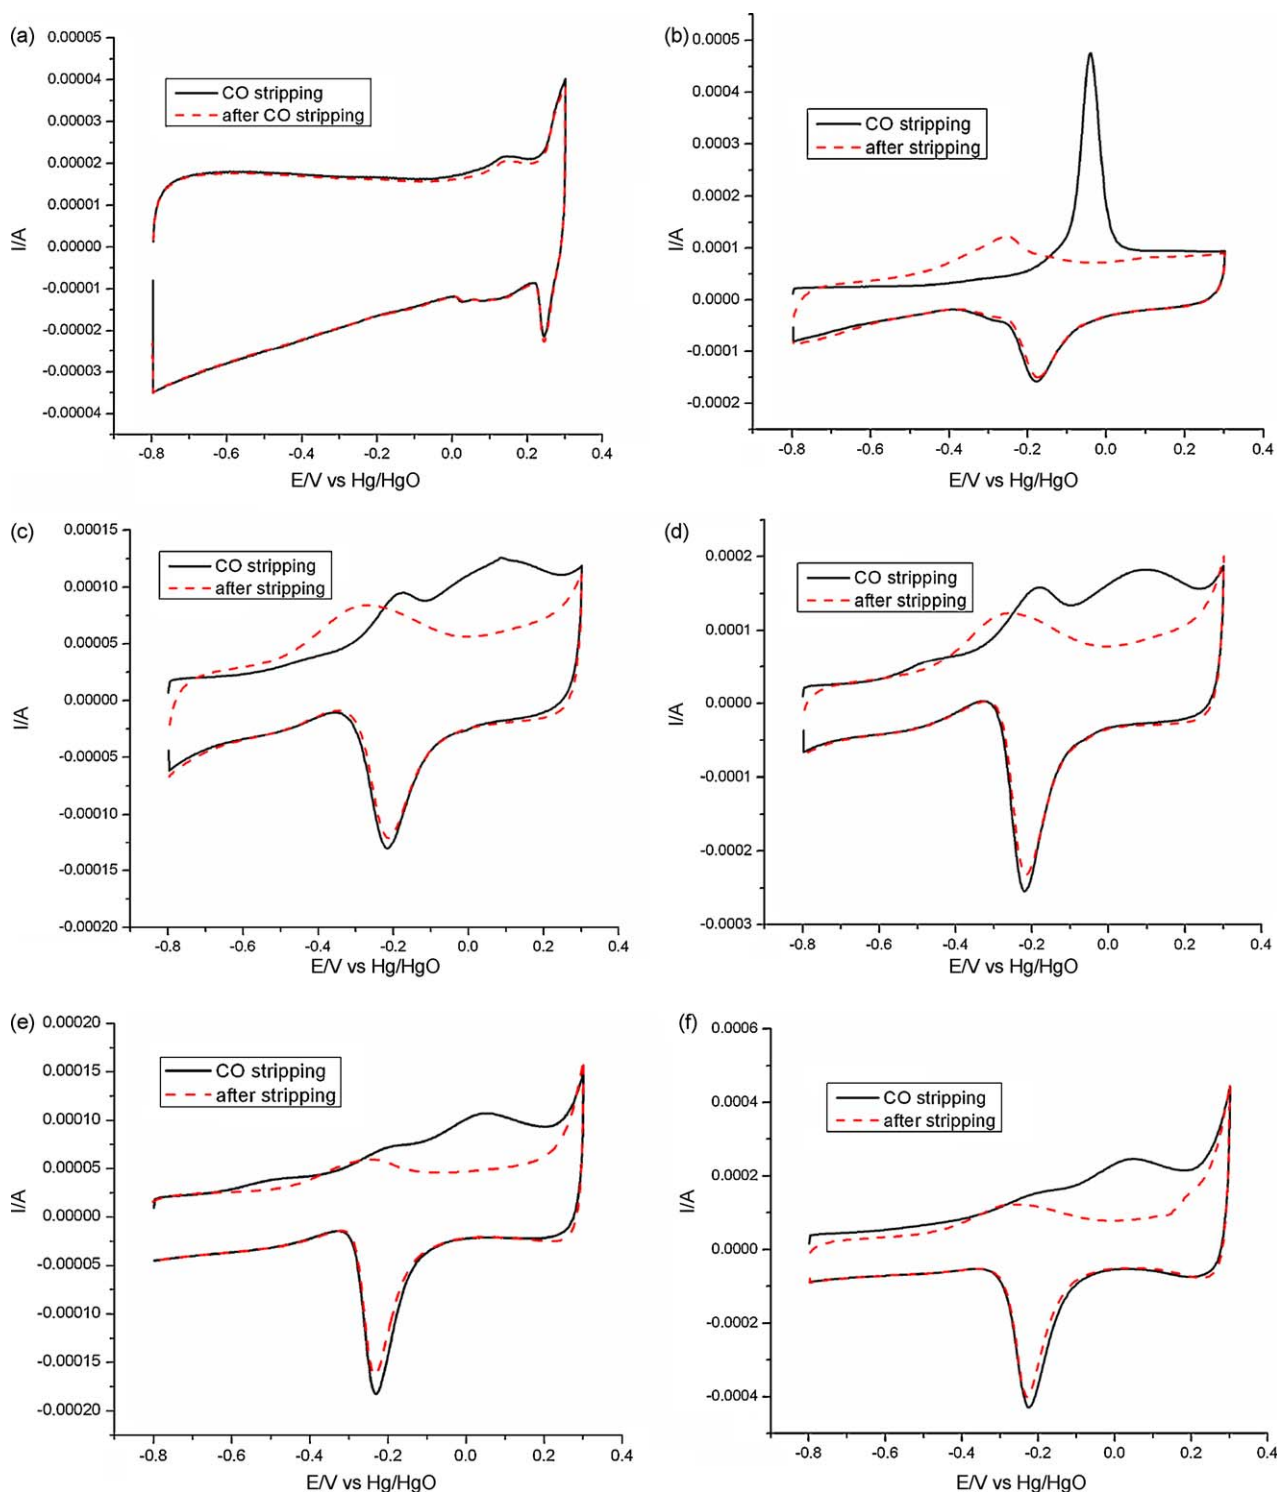 (a)
0.00005
0.00004
0.00003
0.00002
0.00001
0.00000
-0.00001
-0.00002
-0.00003
-0.00004
I/A
CO stripping
after CO stripping
-0.8 -0.6 -0.4 -0.2 0.0 0.2 0.4
E/V vs Hg/HgO
(b)
0.0005
0.0004
0.0003
0.0002
0.0001
0.0000
-0.0001
-0.0002
I/A
CO stripping
after stripping
-0.8 -0.6 -0.4 -0.2 0.0 0.2 0.4
E/V vs Hg/HgO
(c)
0.00015
0.00010
0.00005
0.00000
-0.00005
-0.00010
-0.00015
-0.00020
I/A
CO stripping
after stripping
-0.8 -0.6 -0.4 -0.2 0.0 0.2 0.4
E/V vs Hg/HgO
(d)
0.0002
0.0001
0.0000
-0.0001
-0.0002
-0.0003
I/A
CO stripping
after stripping
-0.8 -0.6 -0.4 -0.2 0.0 0.2 0.4
E/V vs Hg/HgO
(e)
0.00020
0.00015
0.00010
0.00005
0.00000
-0.00005
-0.00010
-0.00015
-0.00020
I/A
CO stripping
after stripping
-0.8 -0.6 -0.4 -0.2 0.0 0.2 0.4
E/V vs Hg/HgO
(f)
0.0006
0.0004
0.0002
0.0000
-0.0002
-0.0004
I/A
CO stripping
after stripping
-0.8 -0.6 -0.4 -0.2 0.0 0.2 0.4
E/V vs Hg/HgO